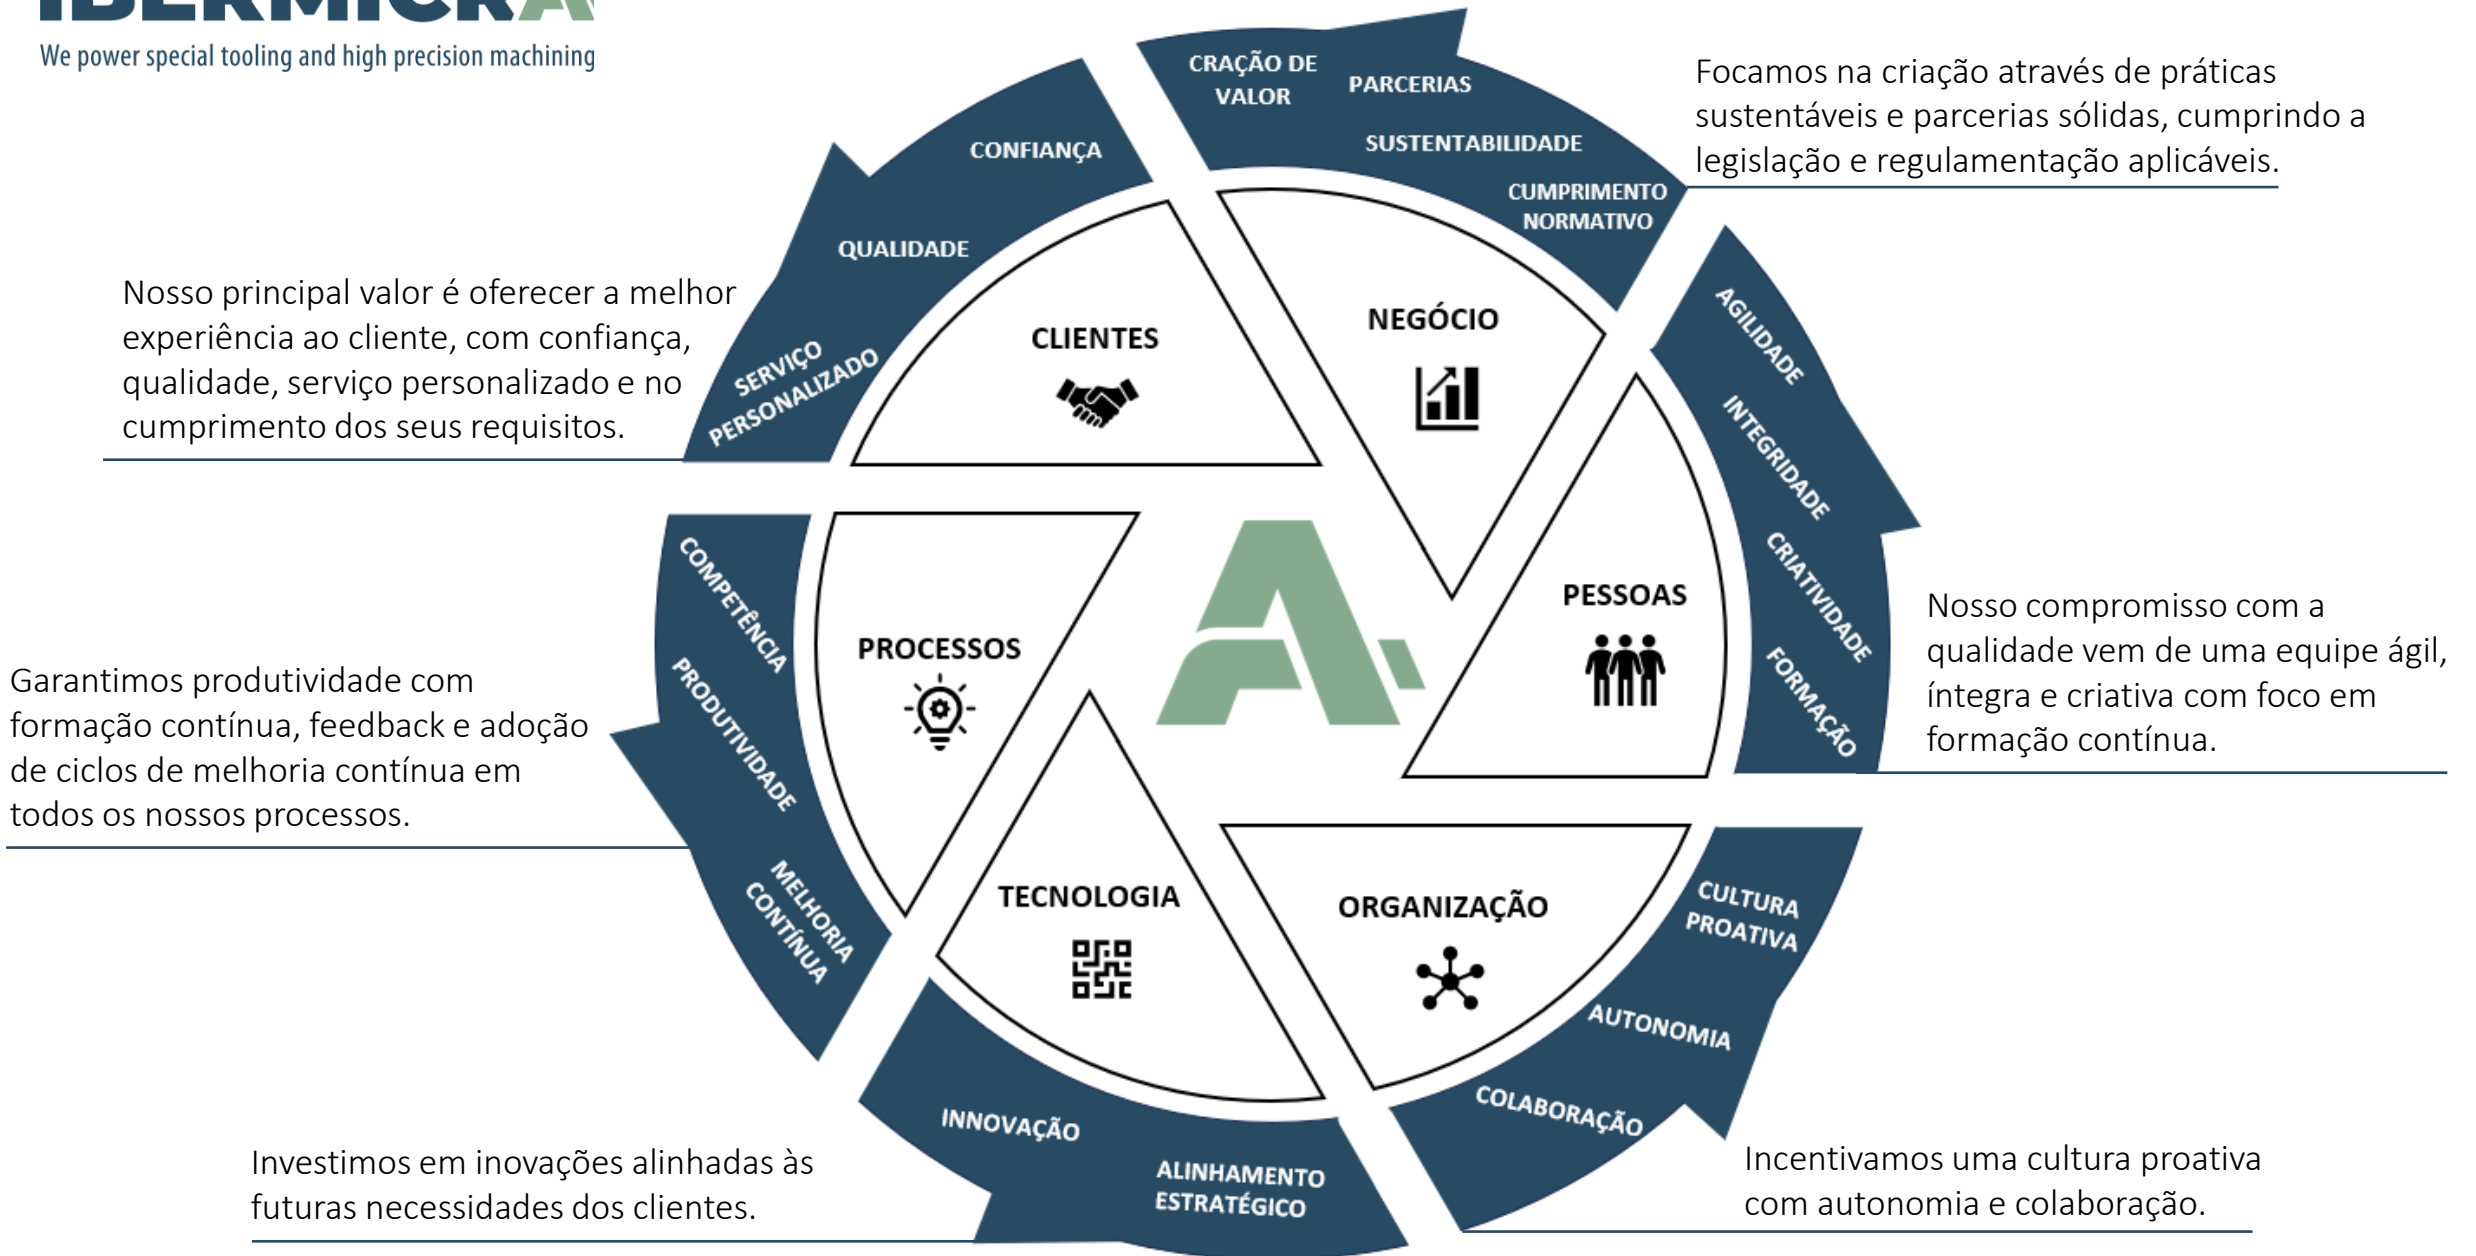 IBERMICRA
We power special tooling and high precision machining
CRAÇÃO DE
VALOR
PARCERIAS
SUSTENTABILIDADE
CUMPRIMENTO
NORMATIVO
Focamos na criação através de práticas
sustentáveis e parcerias sólidas, cumprindo a
legislação e regulamentação aplicáveis.
CONFIANÇA
QUALIDADE
SERVIÇO
PERSONALIZADO
Nosso principal valor é oferecer a melhor
experiência ao cliente, com confiança,
qualidade, serviço personalizado e no
cumprimento dos seus requisitos.
CLIENTES
NEGÓCIO
AGILIDADE
INTEGRIDADE
CRIATIVIDADE
FORMAÇÃO
PESSOAS
Nosso compromisso com a
qualidade vem de uma equipe ágil,
íntegra e criativa com foco em
formação contínua.
COMPETÊNCIA
PRODUTIVIDADE
MELHORIA
CONTÍNUA
PROCESSOS
Garantimos produtividade com
formação contínua, feedback e adoção
de ciclos de melhoria contínua em
todos os nossos processos.
TECNOLOGIA
ORGANIZAÇÃO
CULTURA
PROATIVA
AUTONOMIA
COLABORAÇÃO
INNOVAÇÃO
ALINHAMENTO
ESTRATÉGICO
Investimos em inovações alinhadas às
futuras necessidades dos clientes.
Incentivamos uma cultura proativa
com autonomia e colaboração.